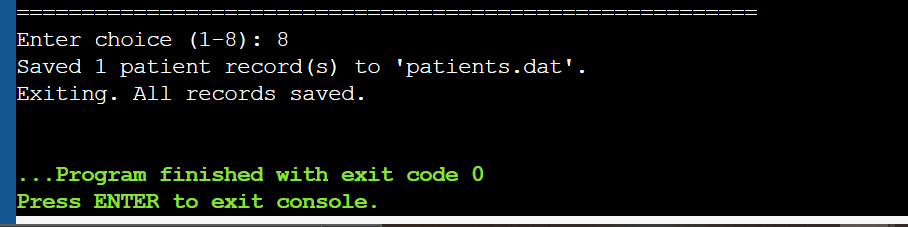 =========================================================
Enter choice (1-8): 8
Saved 1 patient record(s) to 'patients.dat'.
Exiting. All records saved.
...Program finished with exit code 0
Press ENTER to exit console.